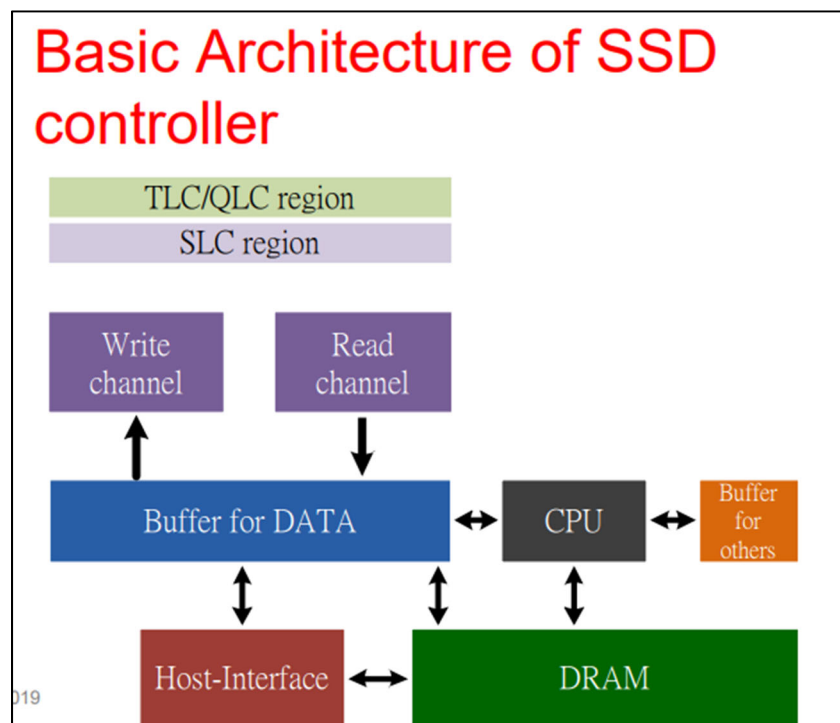 Basic Architecture of SSD
controller
TLC/QLC region
SLC region
Write
channel
Read
channel
Buffer for DATA
CPU
Buffer
for
others
Host-Interface
DRAM
019